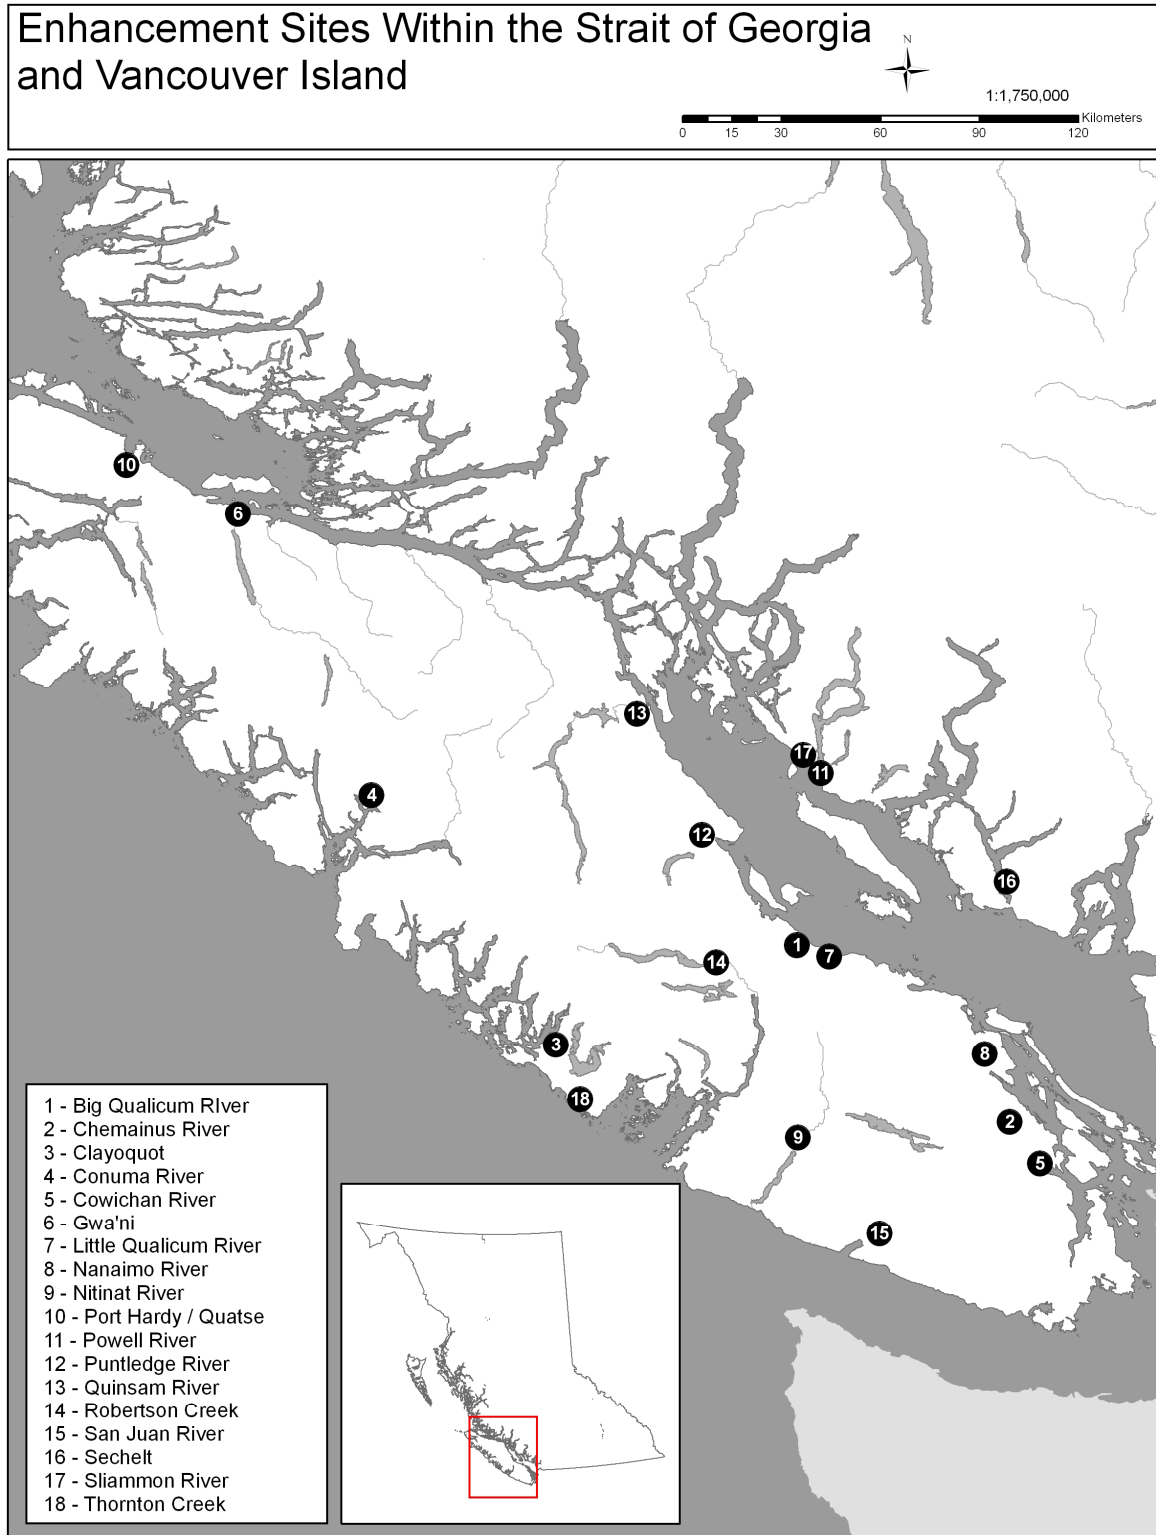 Enhancement Sites Within the Strait of Georgia
and Vancouver Island
N
1:1,750,000
Kilometers
0 15 30 60 90 120
10
6
13
17
11
4
12
16
1
7
14
3
8
18
2
9
5
15
1 - Big Qualicum RIver
2 - Chemainus River
3 - Clayoquot
4 - Conuma River
5 - Cowichan River
6 - Gwa'ni
7 - Little Qualicum River
8 - Nanaimo River
9 - Nitinat River
10 - Port Hardy / Quatse
11 - Powell River
12 - Puntledge River
13 - Quinsam River
14 - Robertson Creek
15 - San Juan River
16 - Sechelt
17 - Sliammon River
18 - Thornton Creek